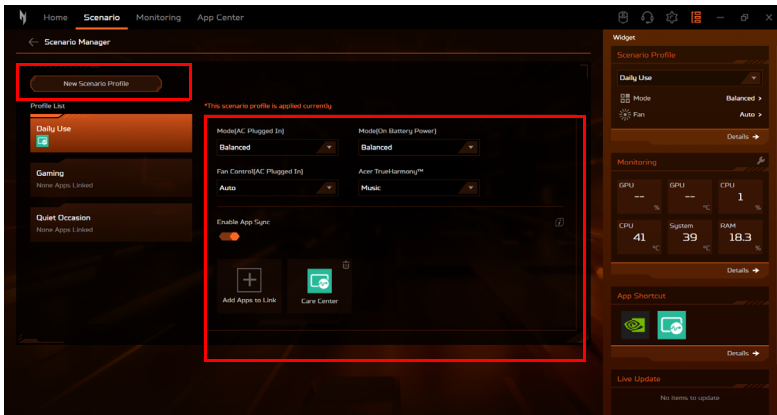 Home Scenario Monitoring App Center
Scenario Manager
New Scenario Profile
Profile List
Daily Use
Gaming
None Apps Linked
Quiet Occasion
None Apps Linked
*This scenario profile is applied currently
Mode(AC Plugged In) Mode(On Battery Power)
Balanced Balanced
Fan Control(AC Plugged In) Acer TrueHarmony™
Auto Music
Enable App Sync
Add Apps to Link Care Center
Widget
Scenario Profile
Daily Use
Mode Balanced >
Fan Auto >
Details
Monitoring
GPU GPU CPU
-- -- 1
% °C %
CPU System RAM
41 39 18.3
°C °C %
Details
App Shortcut
Details
Live Update
No items to update